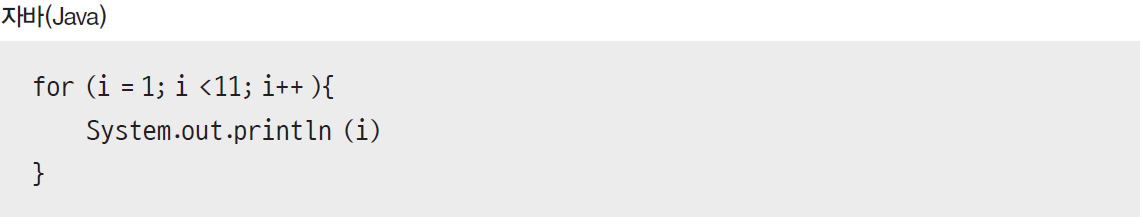 자바(Java)
for (i = 1; i <11; i++ ){
    System.out.println (i)
}